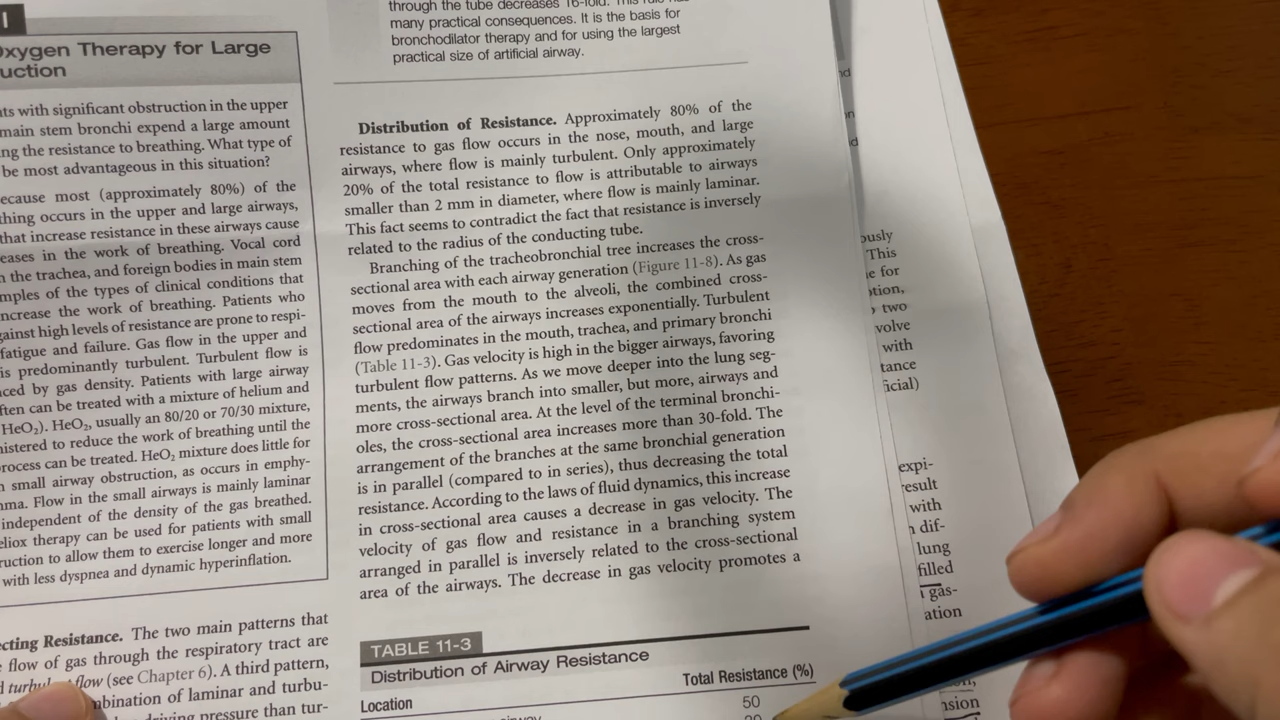 I
Oxygen Therapy for Large
uction
ts with significant obstruction in the upper
main stem bronchi expend a large amount
ng the resistance to breathing. What type of
be most advantageous in this situation?
ecause most (approximately 80%) of the
thing occurs in the upper and large airways,
that increase resistance in these airways cause
eases in the work of breathing. Vocal cord
n the trachea, and foreign bodies in main stem
mples of the types of clinical conditions that
ncrease the work of breathing. Patients who
gainst high levels of resistance are prone to respi-
fatigue and failure. Gas flow in the upper and
is predominantly turbulent. Turbulent flow is
ced by gas density. Patients with large airway
ften can be treated with a mixture of helium and
HeO₂). HeO₂, usually an 80/20 or 70/30 mixture,
nistered to reduce the work of breathing until the
rocess can be treated. HeO₂ mixture does little for
n small airway obstruction, as occurs in emphy-
ma. Flow in the small airways is mainly laminar
independent of the density of the gas breathed.
eliox therapy can be used for patients with small
ruction to allow them to exercise longer and more
with less dyspnea and dynamic hyperinflation.
cting Resistance. The two main patterns that
flow of gas through the respiratory tract are
flow (see Chapter 6). A third pattern,
mbination of laminar and turbu-
driving pressure than tur-
through the tube decreases 16-fold. This rule
many practical consequences. It is the basis for
bronchodilator therapy and for using the largest
practical size of artificial airway.
Distribution of Resistance. Approximately 80% of the
resistance to gas flow occurs in the nose, mouth, and large
airways, where flow is mainly turbulent. Only approximately
20% of the total resistance to flow is attributable to airways
smaller than 2 mm in diameter, where flow is mainly laminar.
This fact seems to contradict the fact that resistance is inversely
related to the radius of the conducting tube.
Branching of the tracheobronchial tree increases the cross-
sectional area with each airway generation (Figure 11-8). As gas
moves from the mouth to the alveoli, the combined cross-
sectional area of the airways increases exponentially. Turbulent
flow predominates in the mouth, trachea, and primary bronchi
(Table 11-3). Gas velocity is high in the bigger airways, favoring
turbulent flow patterns. As we move deeper into the lung seg-
ments, the airways branch into smaller, but more, airways and
more cross-sectional area. At the level of the terminal bronchi-
oles, the cross-sectional area increases more than 30-fold. The
arrangement of the branches at the same bronchial generation
is in parallel (compared to in series), thus decreasing the total
resistance. According to the laws of fluid dynamics, this increase
in cross-sectional area causes a decrease in gas velocity. The
velocity of gas flow and resistance in a branching system
arranged in parallel is inversely related to the cross-sectional
area of the airways. The decrease in gas velocity promotes a
TABLE 11-3
Distribution of Airway Resistance
Location Total Resistance (%)
50
nd
n
d
ously
This
e for
tion,
two
volve
with
tance
icial)
expi-
result
with
dif-
lung
filled
gas-
ation
nsion